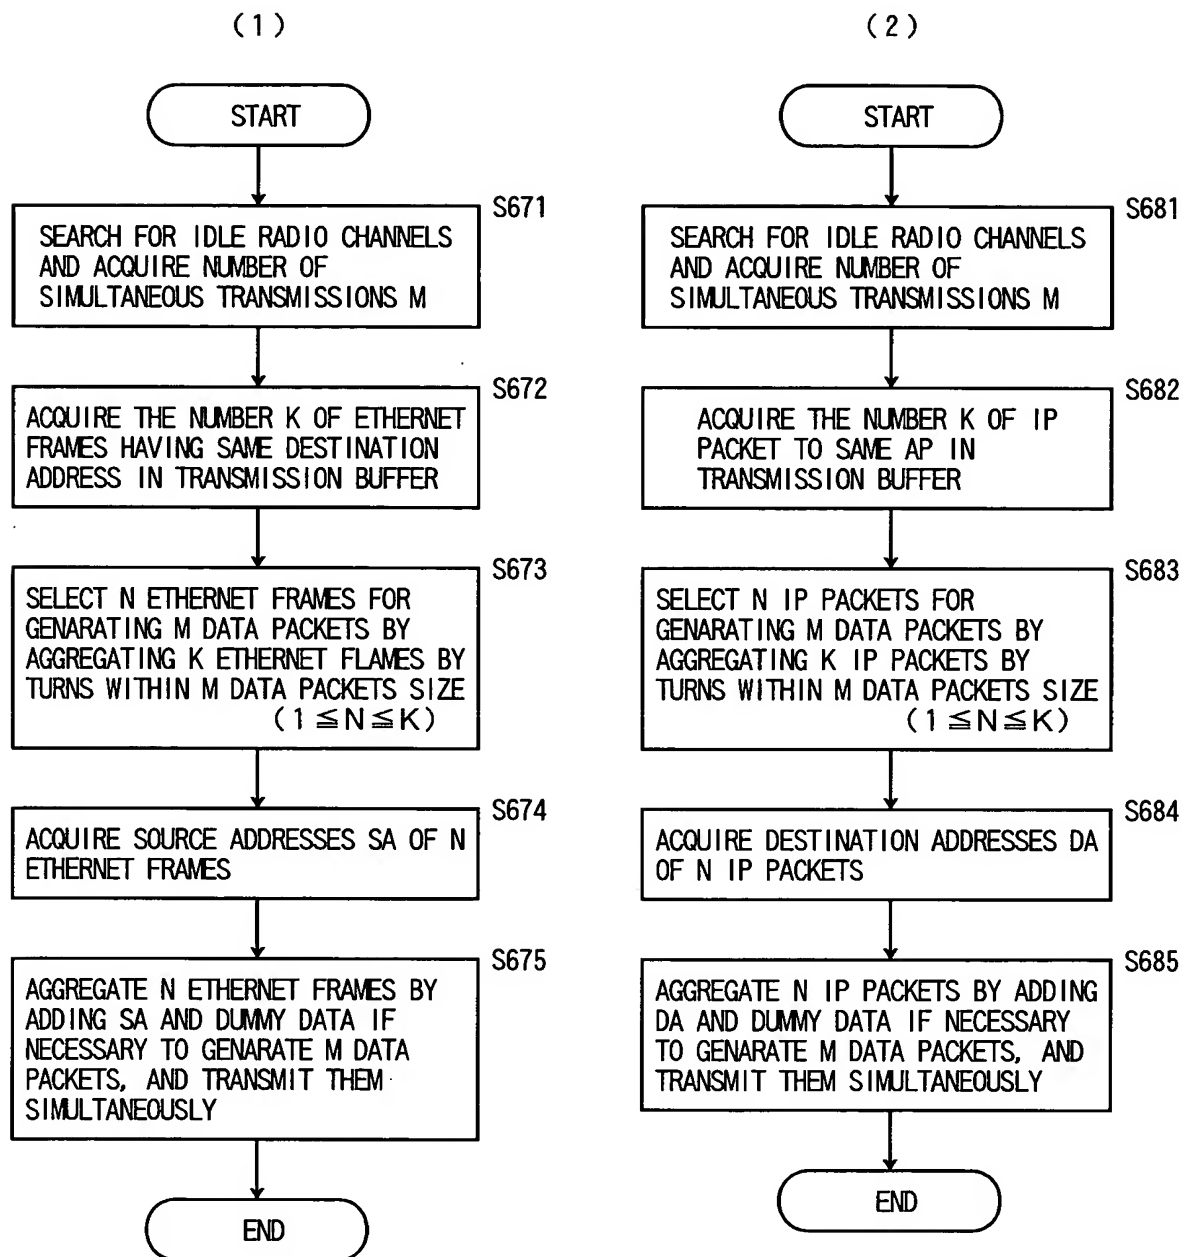 (1)
START
S671
SEARCH FOR IDLE RADIO CHANNELS
AND ACQUIRE NUMBER OF
SIMULTANEOUS TRANSMISSIONS M
S672
ACQUIRE THE NUMBER K OF ETHERNET
FRAMES HAVING SAME DESTINATION
ADDRESS IN TRANSMISSION BUFFER
S673
SELECT N ETHERNET FRAMES FOR
GENARATING M DATA PACKETS BY
AGGREGATING K ETHERNET FLAMES BY
TURNS WITHIN M DATA PACKETS SIZE
(1≦N≦K)
S674
ACQUIRE SOURCE ADDRESSES SA OF N
ETHERNET FRAMES
S675
AGGREGATE N ETHERNET FRAMES BY
ADDING SA AND DUMMY DATA IF
NECESSARY TO GENARATE M DATA
PACKETS, AND TRANSMIT THEM
SIMULTANEOUSLY
END
(2)
START
S681
SEARCH FOR IDLE RADIO CHANNELS
AND ACQUIRE NUMBER OF
SIMULTANEOUS TRANSMISSIONS M
S682
ACQUIRE THE NUMBER K OF IP
PACKET TO SAME AP IN
TRANSMISSION BUFFER
S683
SELECT N IP PACKETS FOR
GENARATING M DATA PACKETS BY
AGGREGATING K IP PACKETS BY
TURNS WITHIN M DATA PACKETS SIZE
(1≦N≦K)
S684
ACQUIRE DESTINATION ADDRESSES DA
OF N IP PACKETS
S685
AGGREGATE N IP PACKETS BY ADDING
DA AND DUMMY DATA IF NECESSARY
TO GENARATE M DATA PACKETS, AND
TRANSMIT THEM SIMULTANEOUSLY
END